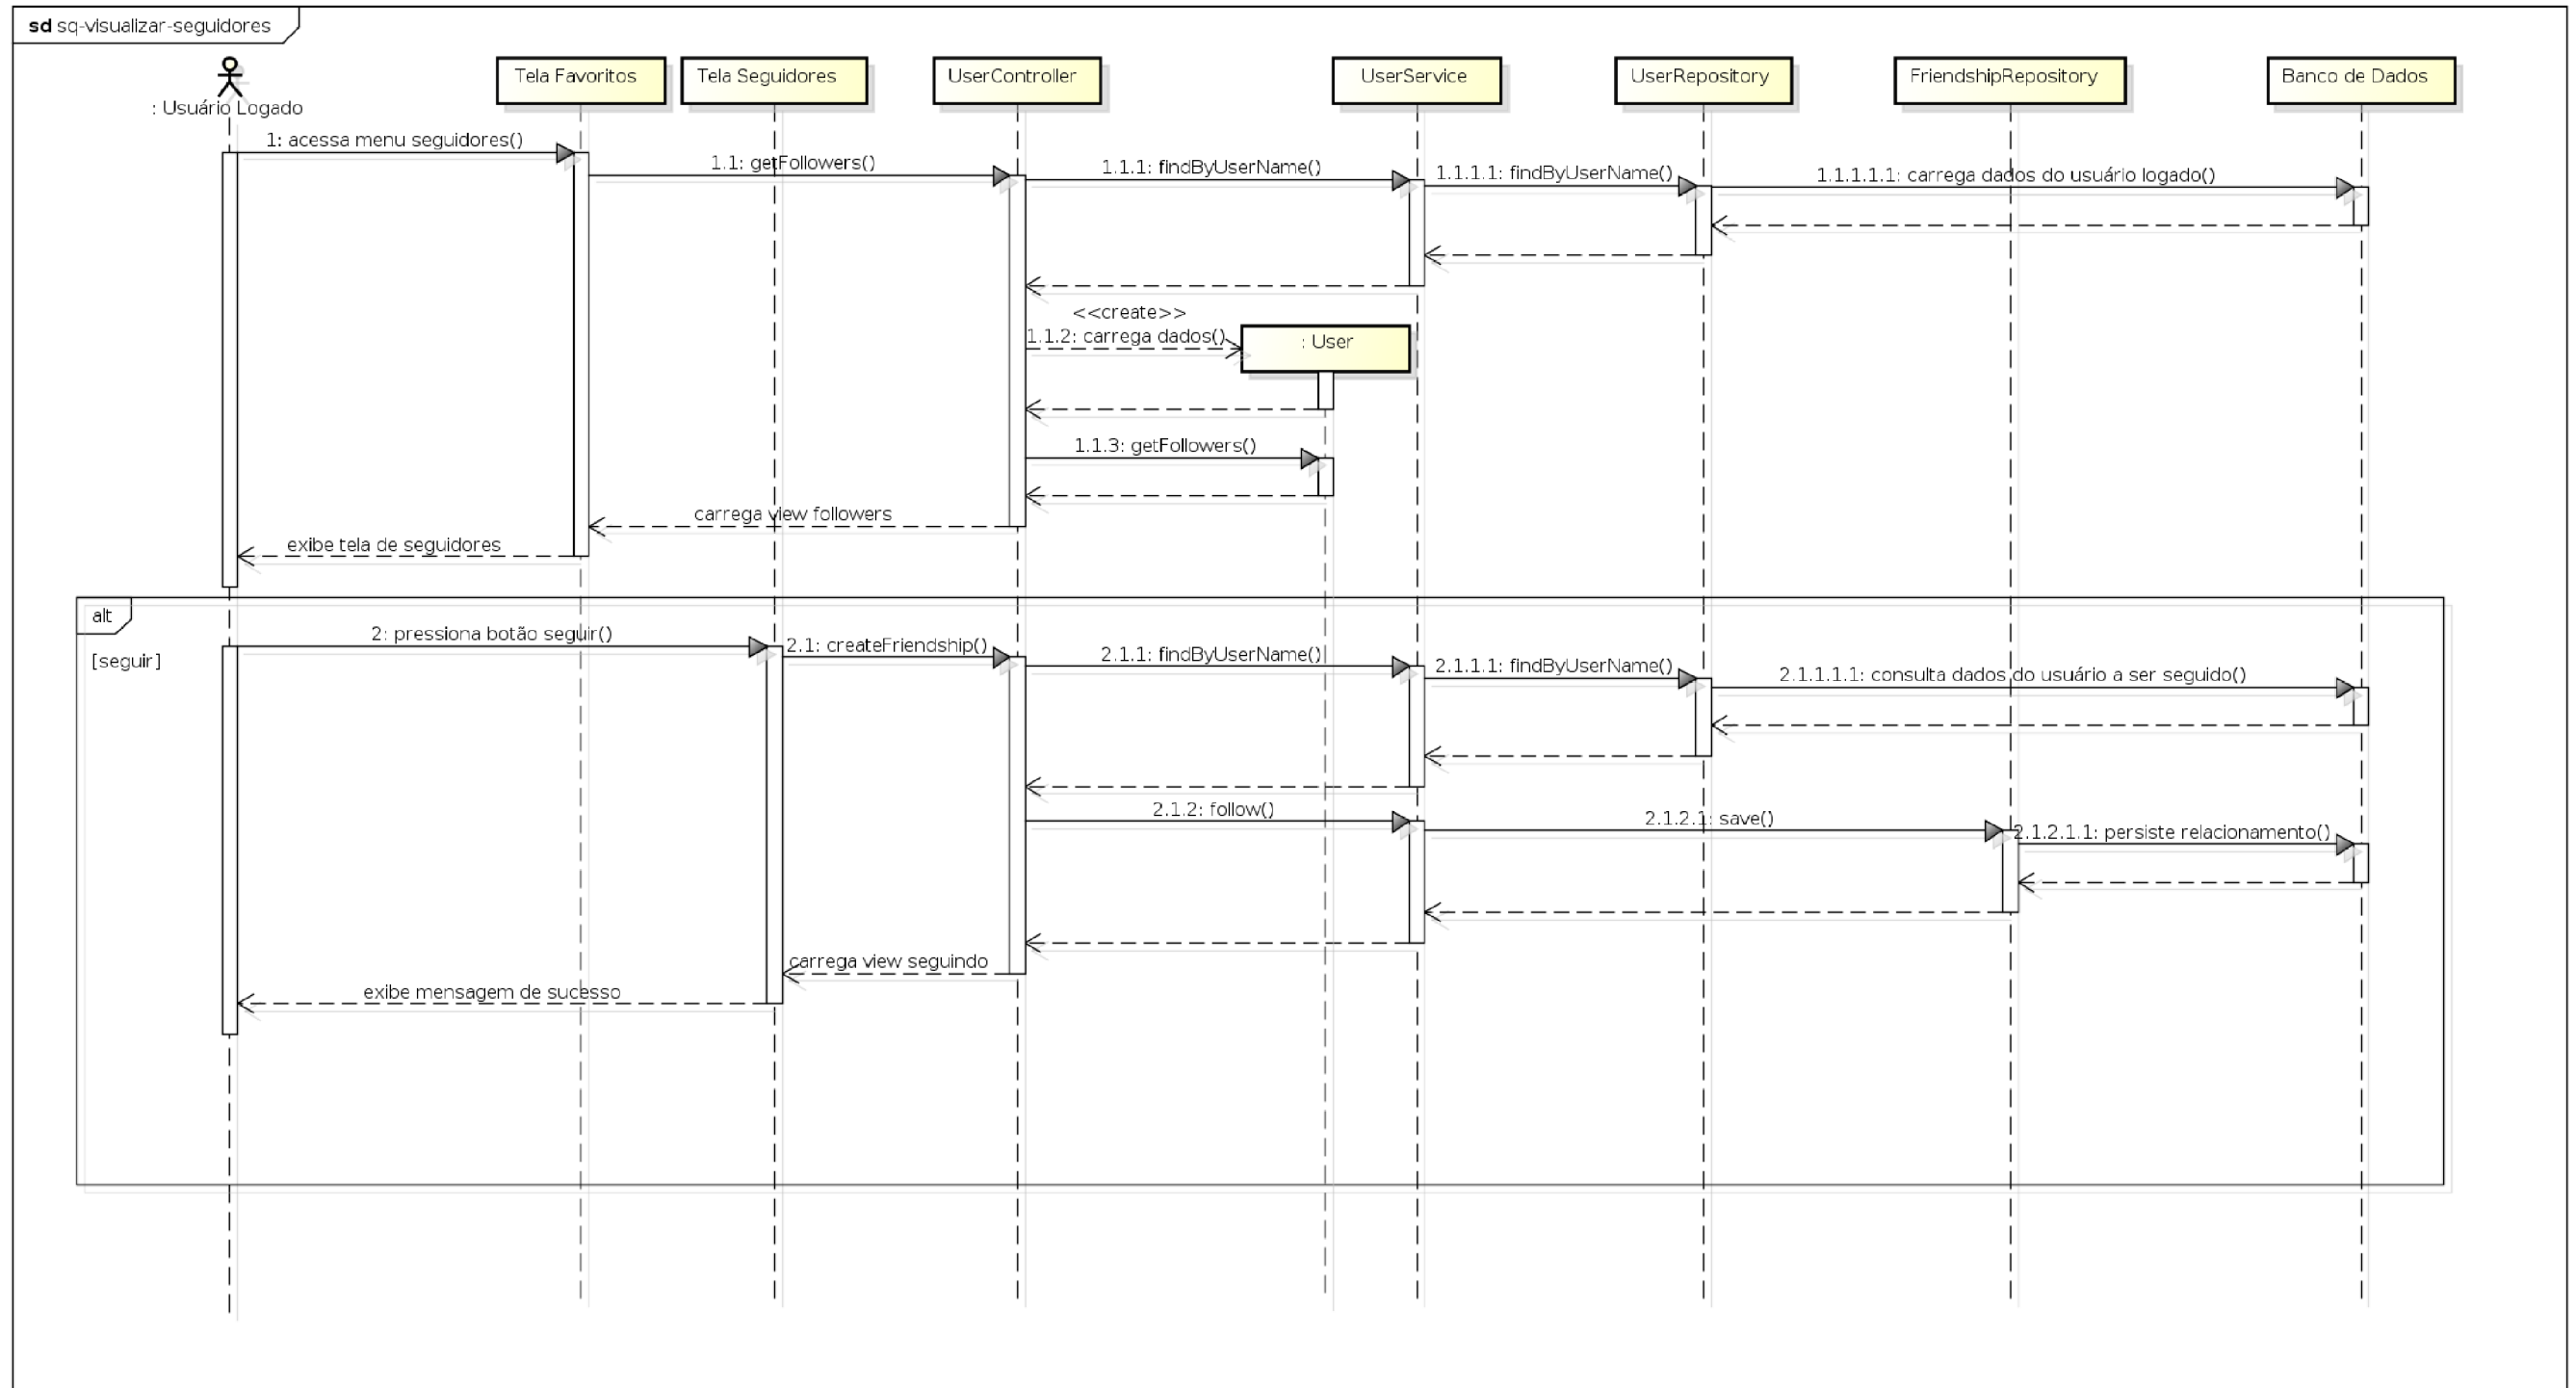 sd sq-visualizar-seguidores
: Usuário Logado
Tela Favoritos
Tela Seguidores
UserController
UserService
UserRepository
FriendshipRepository
Banco de Dados
1: acessa menu seguidores()
1.1: getFollowers()
1.1.1: findByUserName()
1.1.1.1: findByUserName()
1.1.1.1.1: carrega dados do usuário logado()
<<create>>
1.1.2: carrega dados()
: User
1.1.3: getFollowers()
carrega view followers
exibe tela de seguidores
alt
[seguir]
2: pressiona botão seguir()
2.1: createFriendship()
2.1.1: findByUserName()
2.1.1.1: findByUserName()
2.1.1.1.1: consulta dados do usuário a ser seguido()
2.1.2: follow()
2.1.2.1: save()
2.1.2.1.1: persiste relacionamento()
carrega view seguindo
exibe mensagem de sucesso